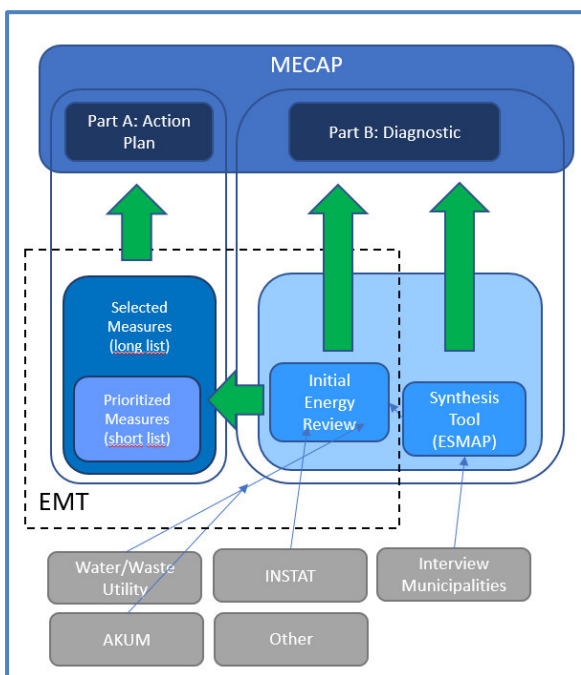 MECAP
Part A: Action
Plan
Part B: Diagnostic
Selected
Measures
(long list)
Prioritized
Measures
(short list)
Initial
Energy
Review
Synthesis
Tool
(ESMAP)
EMT
Water/Waste
Utility
INSTAT
Interview
Municipalities
AKUM
Other